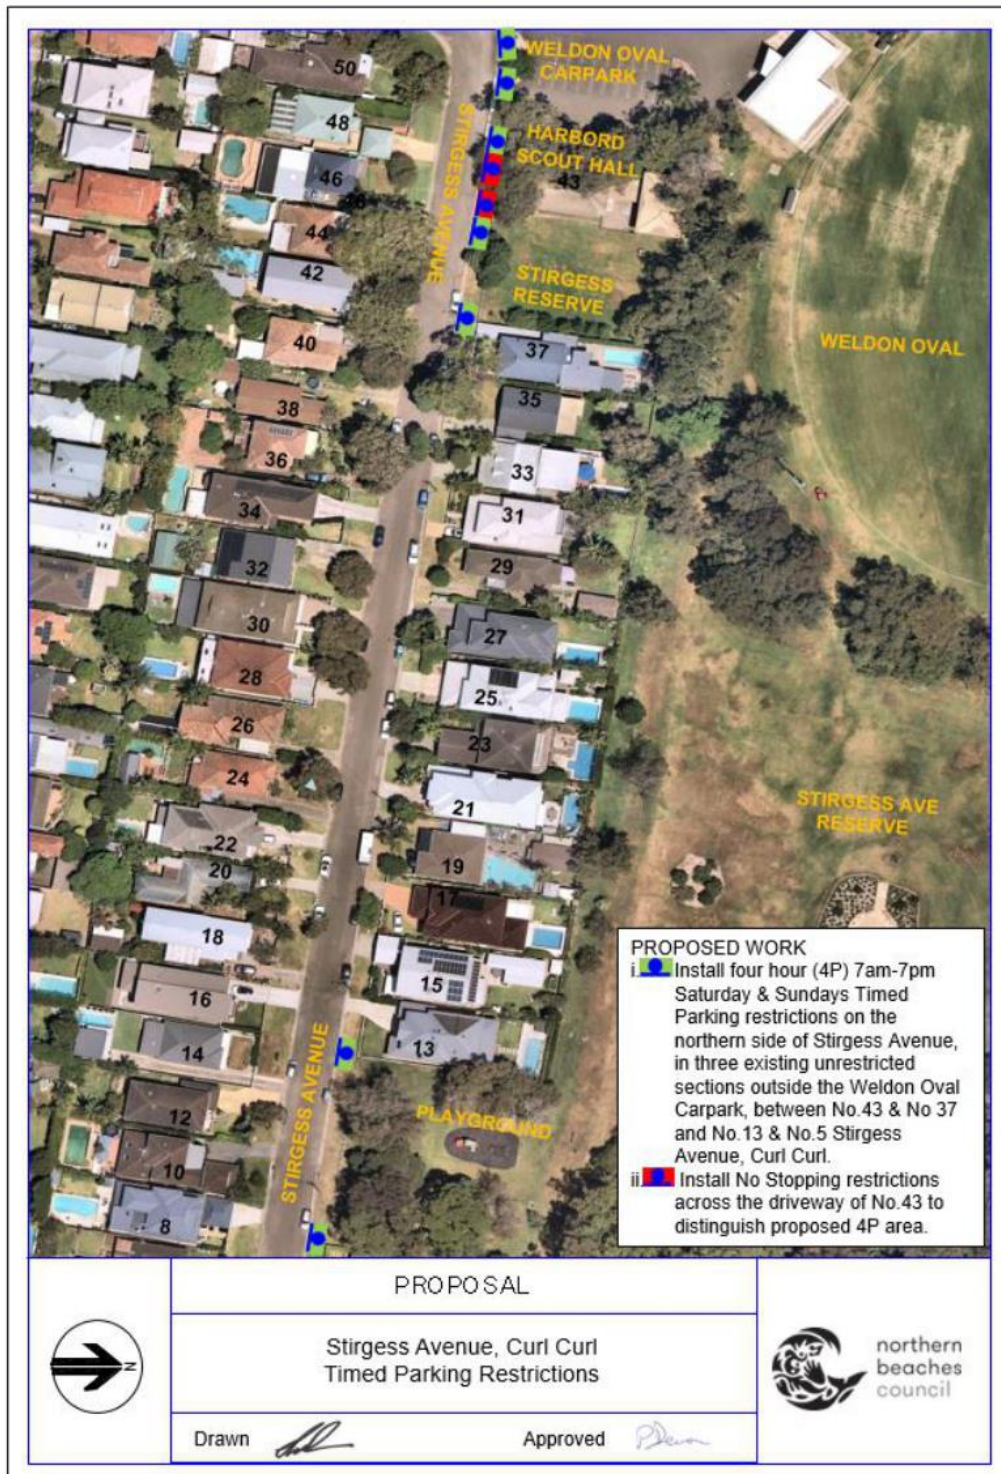 WELDON OVAL
CARPARK
50
STIRGESS AVENUE
48
HARBORD
SCOUT HALL
43
46
44
42
STIRGESS
RESERVE
40
37
WELDON OVAL
38
35
36
33
34
31
32
29
30
27
28
25
26
23
24
21
STIRGESS AVE
RESERVE
22
19
20
17
18
15
16
13
14
STIRGESS AVENUE
12
PLAYGROUND
10
8
PROPOSED WORK
i. Install four hour (4P) 7am-7pm
Saturday & Sundays Timed
Parking restrictions on the
northern side of Stirgess Avenue,
in three existing unrestricted
sections outside the Weldon Oval
Carpark, between No.43 & No 37
and No.13 & No.5 Stirgess
Avenue, Curl Curl.
ii. Install No Stopping restrictions
across the driveway of No.43 to
distinguish proposed 4P area.
PROPOSAL
N
Stirgess Avenue, Curl Curl
Timed Parking Restrictions
northern
beaches
council
Drawn
Approved